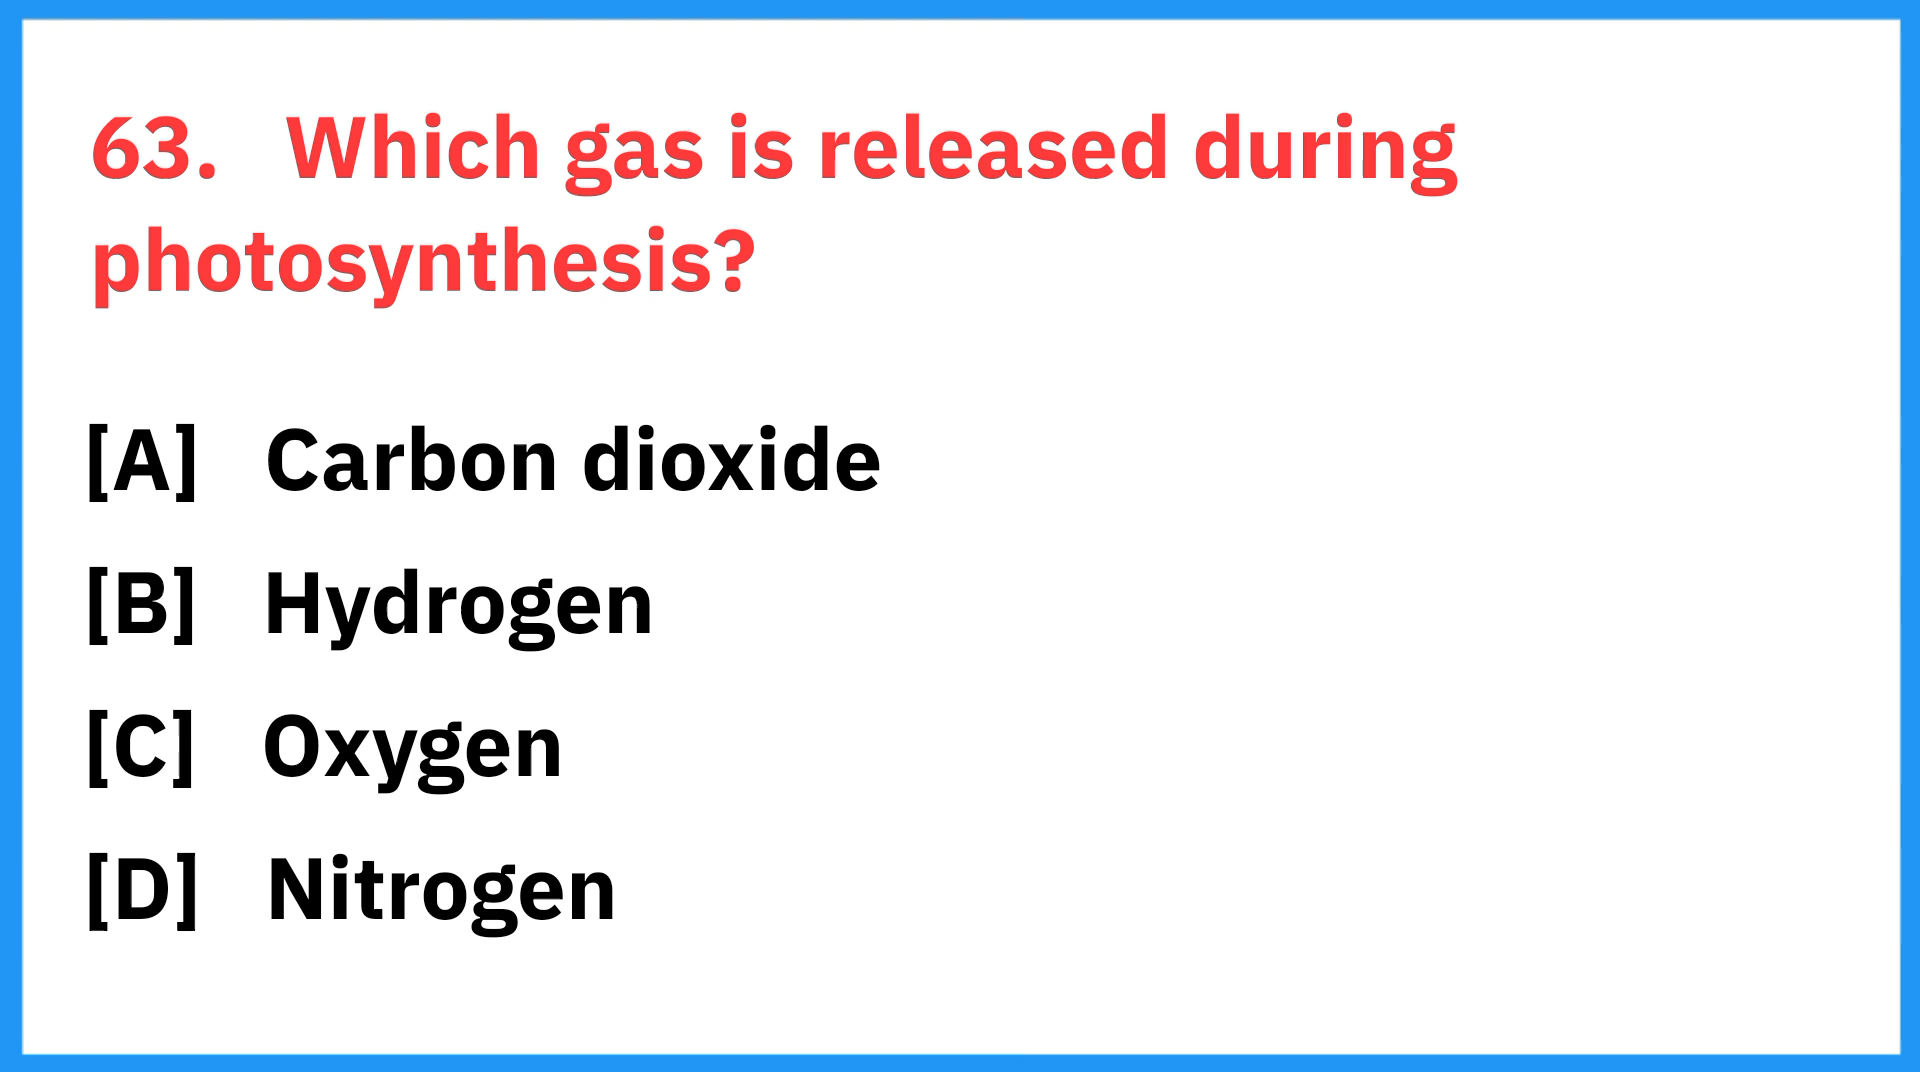 63. Which gas is released during
photosynthesis?
[A] Carbon dioxide
[B] Hydrogen
[C] Oxygen
[D] Nitrogen